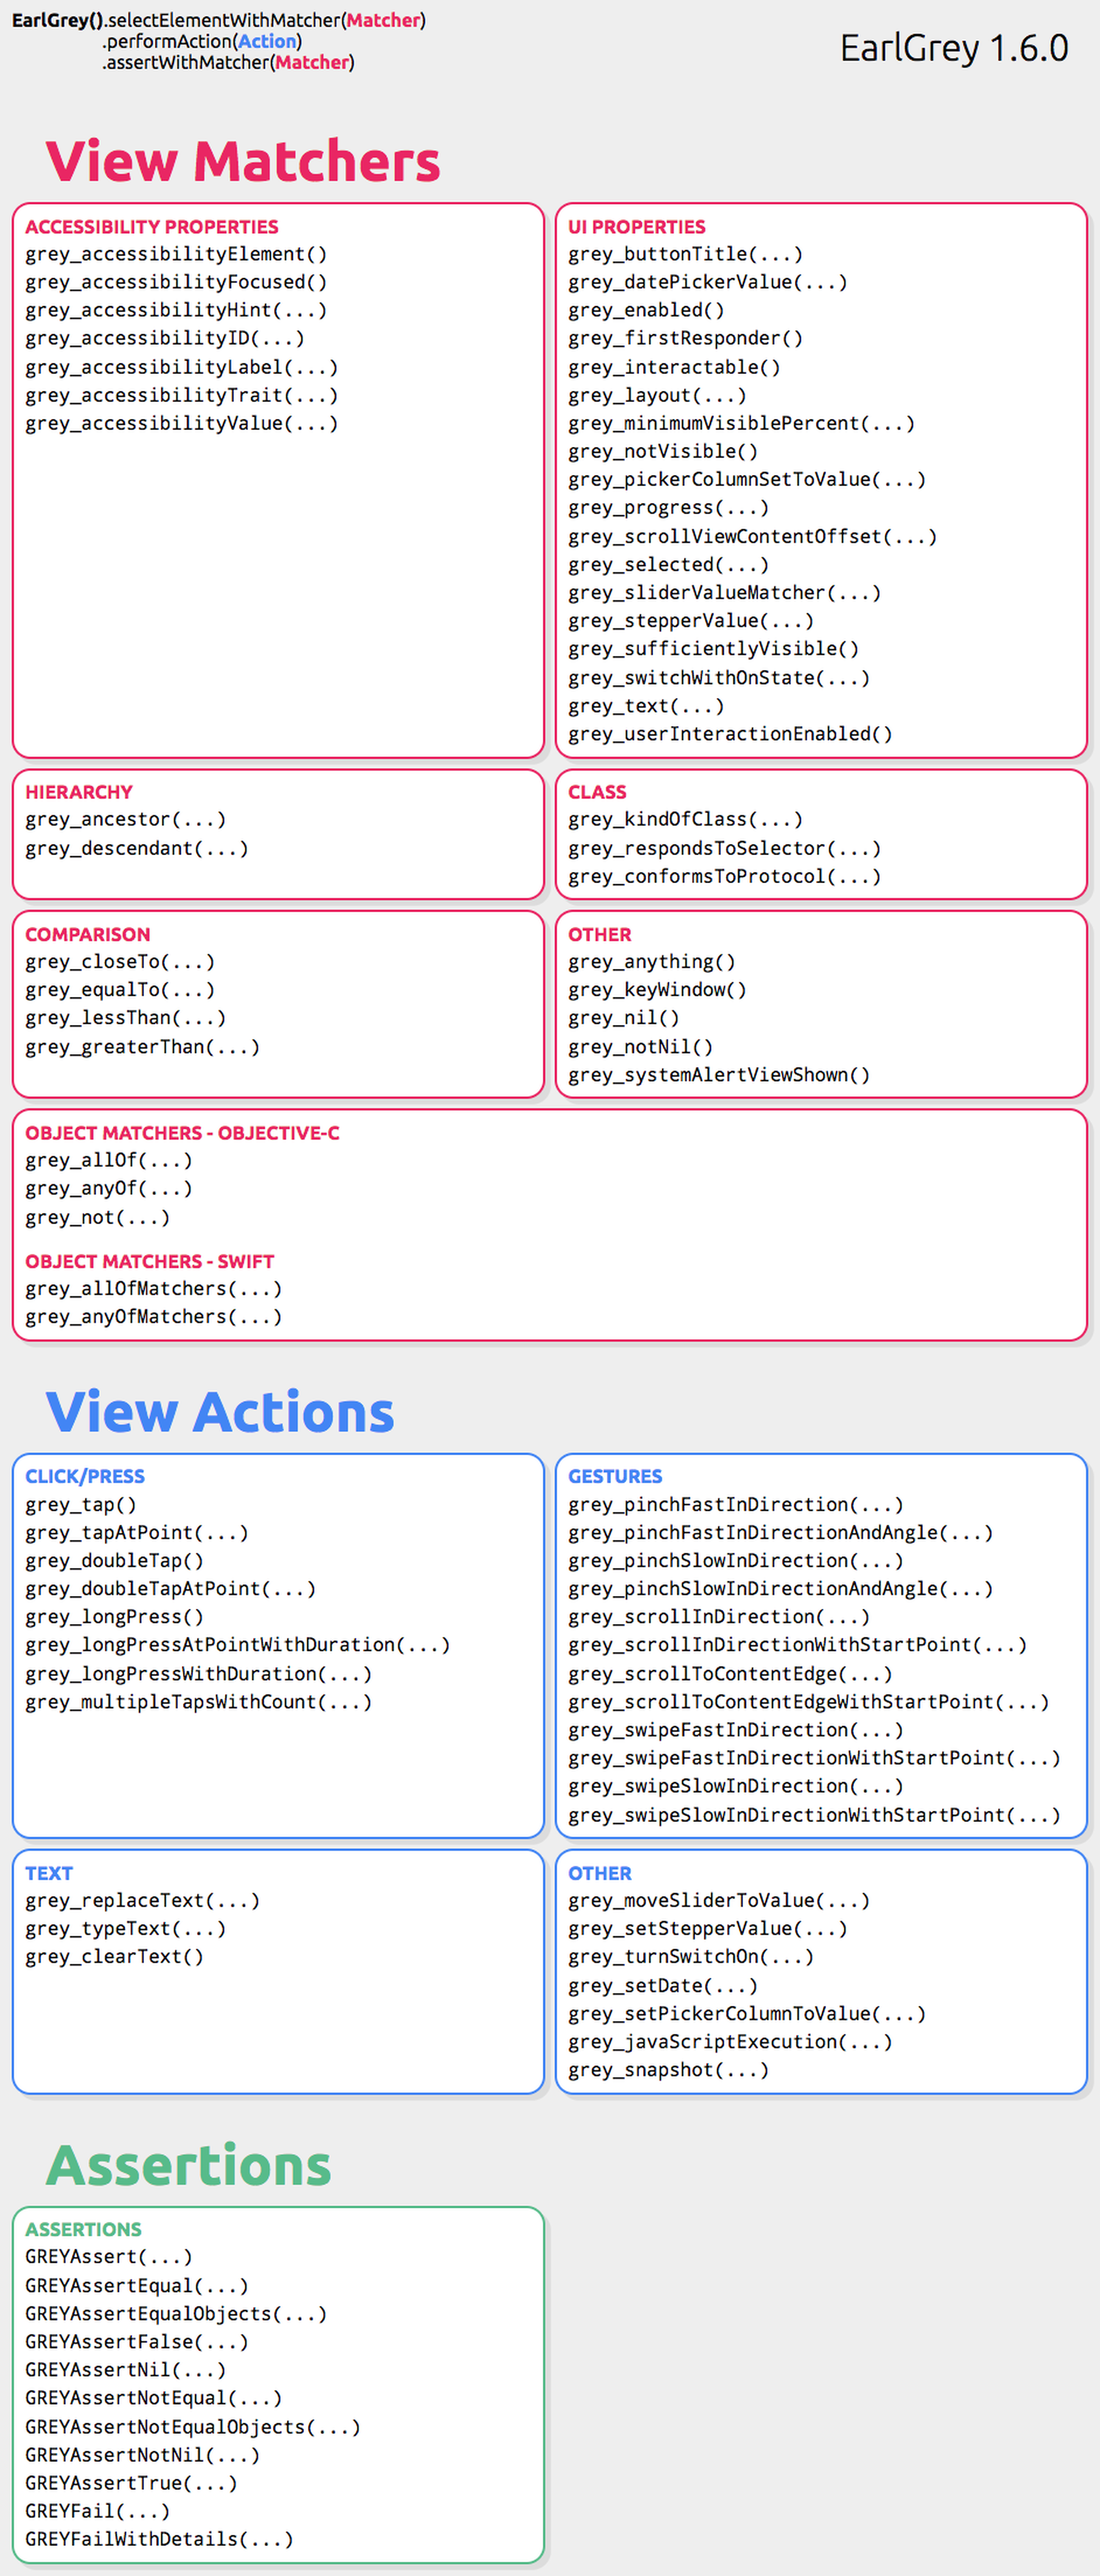 EarlGrey().selectElementWithMatcher(Matcher)
.performAction(Action)
.assertWithMatcher(Matcher)
EarlGrey 1.6.0
View Matchers
ACCESSIBILITY PROPERTIES
grey_accessibilityElement()
grey_accessibilityFocused()
grey_accessibilityHint(...)
grey_accessibilityID(...)
grey_accessibilityLabel(...)
grey_accessibilityTrait(...)
grey_accessibilityValue(...)
UI PROPERTIES
grey_buttonTitle(...)
grey_datePickerValue(...)
grey_enabled()
grey_firstResponder()
grey_interactable()
grey_layout(...)
grey_minimumVisiblePercent(...)
grey_notVisible()
grey_pickerColumnSetToValue(...)
grey_progress(...)
grey_scrollViewContentOffset(...)
grey_selected(...)
grey_sliderValueMatcher(...)
grey_stepperValue(...)
grey_sufficientlyVisible()
grey_switchWithOnState(...)
grey_text(...)
grey_userInteractionEnabled()
HIERARCHY
grey_ancestor(...)
grey_descendant(...)
CLASS
grey_kindOfClass(...)
grey_respondsToSelector(...)
grey_conformsToProtocol(...)
COMPARISON
grey_closeTo(...)
grey_equalTo(...)
grey_lessThan(...)
grey_greaterThan(...)
OTHER
grey_anything()
grey_keyWindow()
grey_nil()
grey_notNil()
grey_systemAlertViewShown()
OBJECT MATCHERS - OBJECTIVE-C
grey_allOf(...)
grey_anyOf(...)
grey_not(...)
OBJECT MATCHERS - SWIFT
grey_allOfMatchers(...)
grey_anyOfMatchers(...)
View Actions
CLICK/PRESS
grey_tap()
grey_tapAtPoint(...)
grey_doubleTap()
grey_doubleTapAtPoint(...)
grey_longPress()
grey_longPressAtPointWithDuration(...)
grey_longPressWithDuration(...)
grey_multipleTapsWithCount(...)
GESTURES
grey_pinchFastInDirection(...)
grey_pinchFastInDirectionAndAngle(...)
grey_pinchSlowInDirection(...)
grey_pinchSlowInDirectionAndAngle(...)
grey_scrollInDirection(...)
grey_scrollInDirectionWithStartPoint(...)
grey_scrollToContentEdge(...)
grey_scrollToContentEdgeWithStartPoint(...)
grey_swipeFastInDirection(...)
grey_swipeFastInDirectionWithStartPoint(...)
grey_swipeSlowInDirection(...)
grey_swipeSlowInDirectionWithStartPoint(...)
TEXT
grey_replaceText(...)
grey_typeText(...)
grey_clearText()
OTHER
grey_moveSliderToValue(...)
grey_setStepperValue(...)
grey_turnSwitchOn(...)
grey_setDate(...)
grey_setPickerColumnToValue(...)
grey_javaScriptExecution(...)
grey_snapshot(...)
Assertions
ASSERTIONS
GREYAssert(...)
GREYAssertEqual(...)
GREYAssertEqualObjects(...)
GREYAssertFalse(...)
GREYAssertNil(...)
GREYAssertNotEqual(...)
GREYAssertNotEqualObjects(...)
GREYAssertNotNil(...)
GREYAssertTrue(...)
GREYFail(...)
GREYFailWithDetails(...)